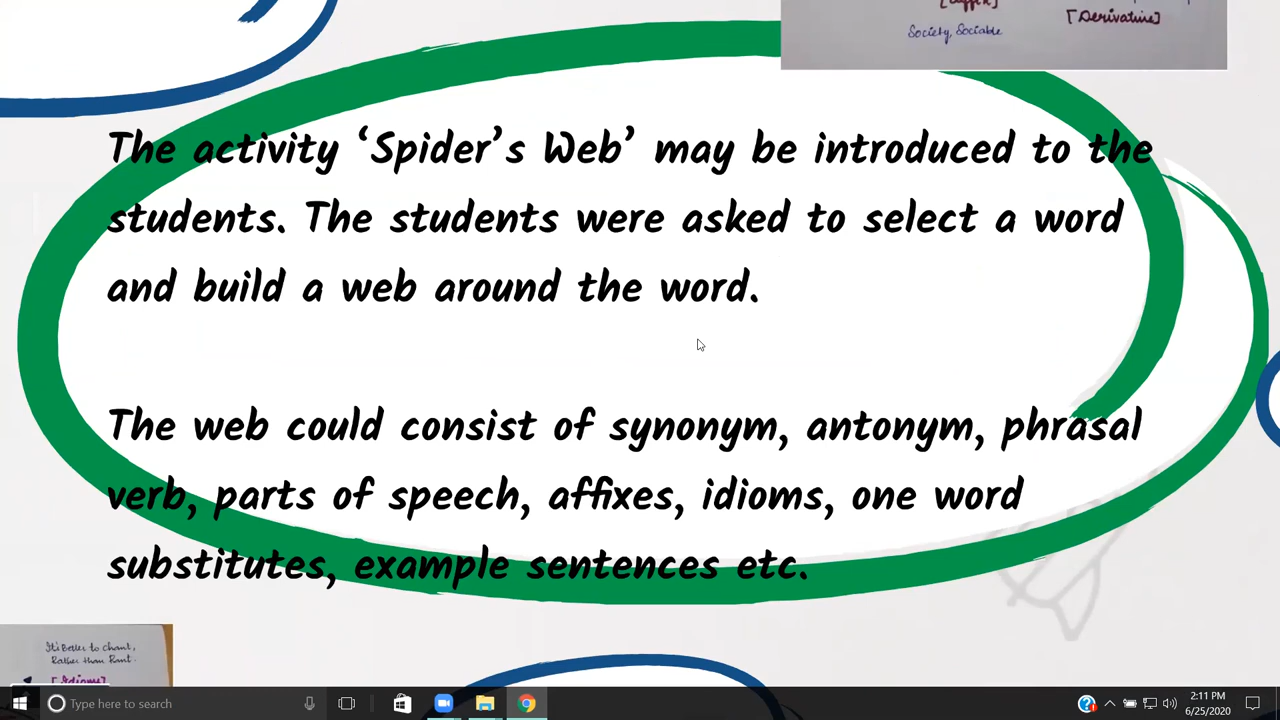 [Suffix]
[Derivative]
Society, Sociable
The activity ‘Spider’s Web’ may be introduced to the
students. The students were asked to select a word
and build a web around the word.
The web could consist of synonym, antonym, phrasal
verb, parts of speech, affixes, idioms, one word
substitutes, example sentences etc.
It's Better to Chant,
Rather than Rant.
[Idioms]
Type here to search
2:11 PM
6/25/2020